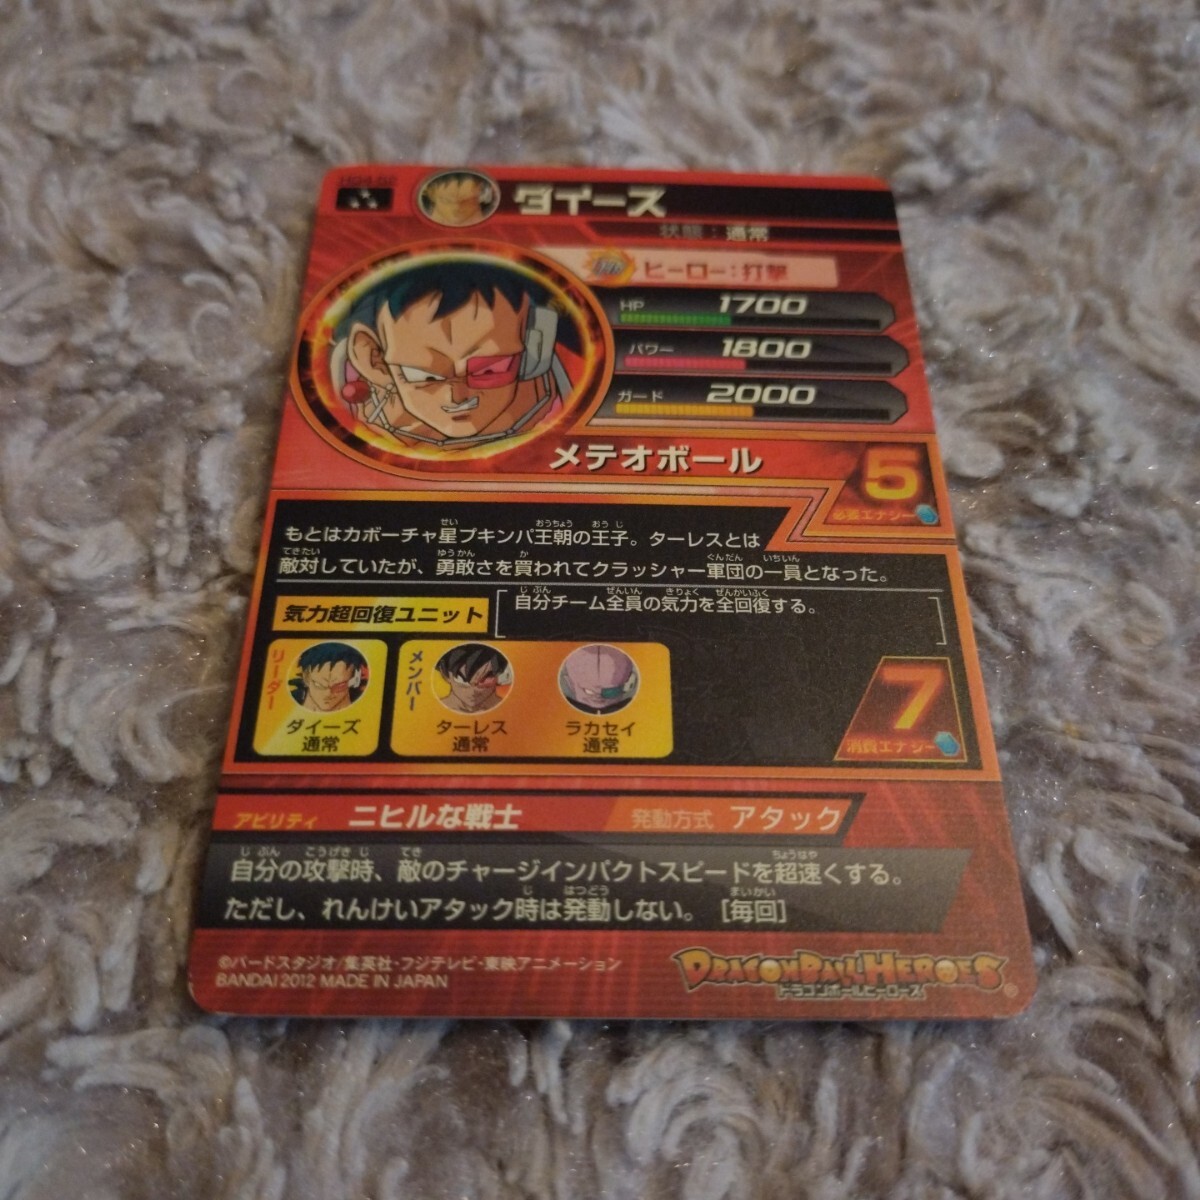 ダイーズ
状態：通常
ヒーロー：打撃
HP 1700
パワー 1800
ガード 2000
メテオボール
5
必要エナジー
もとはカボーチャ星プキンパ王朝の王子。ターレスとは
敵対していたが、勇敢さを買われてクラッシャー軍団の一員となった。
気力超回復ユニット
自分チーム全員の気力を全回復する。
リーダー
ダイーズ
通常
メンバー
ターレス
通常
ラカセイ
通常
7
消費エナジー
アビリティ ニヒルな戦士 発動方式 アタック
自分の攻撃時、敵のチャージインパクトスピードを超速くする。
ただし、れんけいアタック時は発動しない。［毎回］
©バードスタジオ/集英社・フジテレビ・東映アニメーション
BANDAI 2012 MADE IN JAPAN
DRAGONBALL HEROES
ドラゴンボールヒーローズ